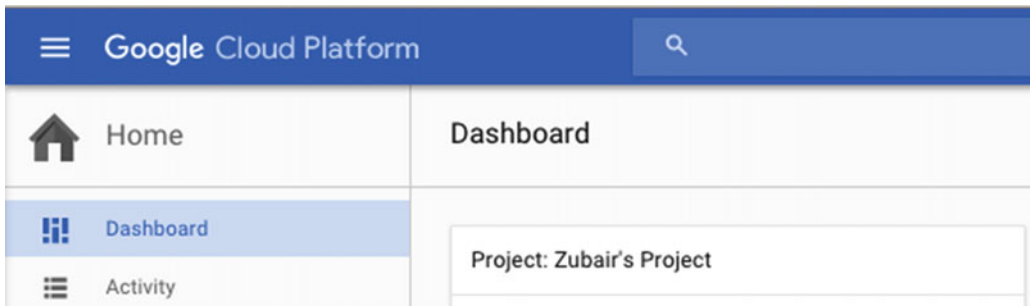 Google Cloud Platform
Home
Dashboard
Dashboard
Project: Zubair's Project
Activity